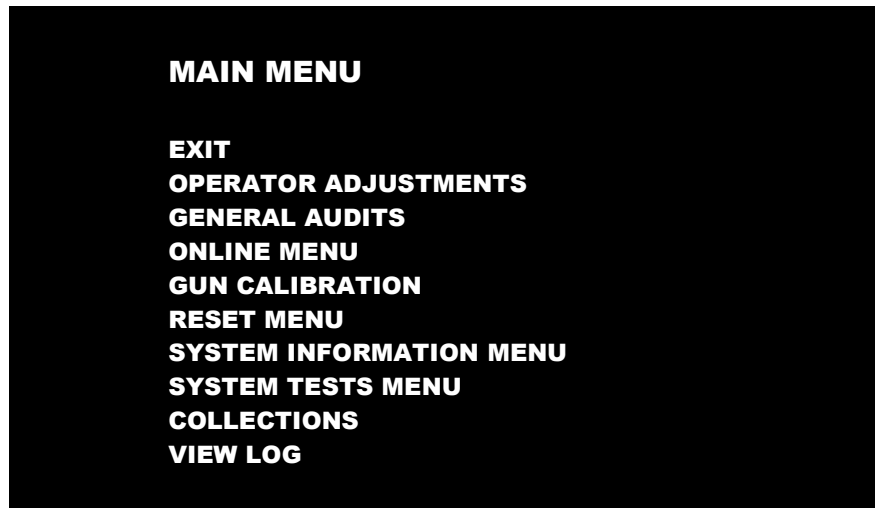 MAIN MENU
EXIT
OPERATOR ADJUSTMENTS
GENERAL AUDITS
ONLINE MENU
GUN CALIBRATION
RESET MENU
SYSTEM INFORMATION MENU
SYSTEM TESTS MENU
COLLECTIONS
VIEW LOG